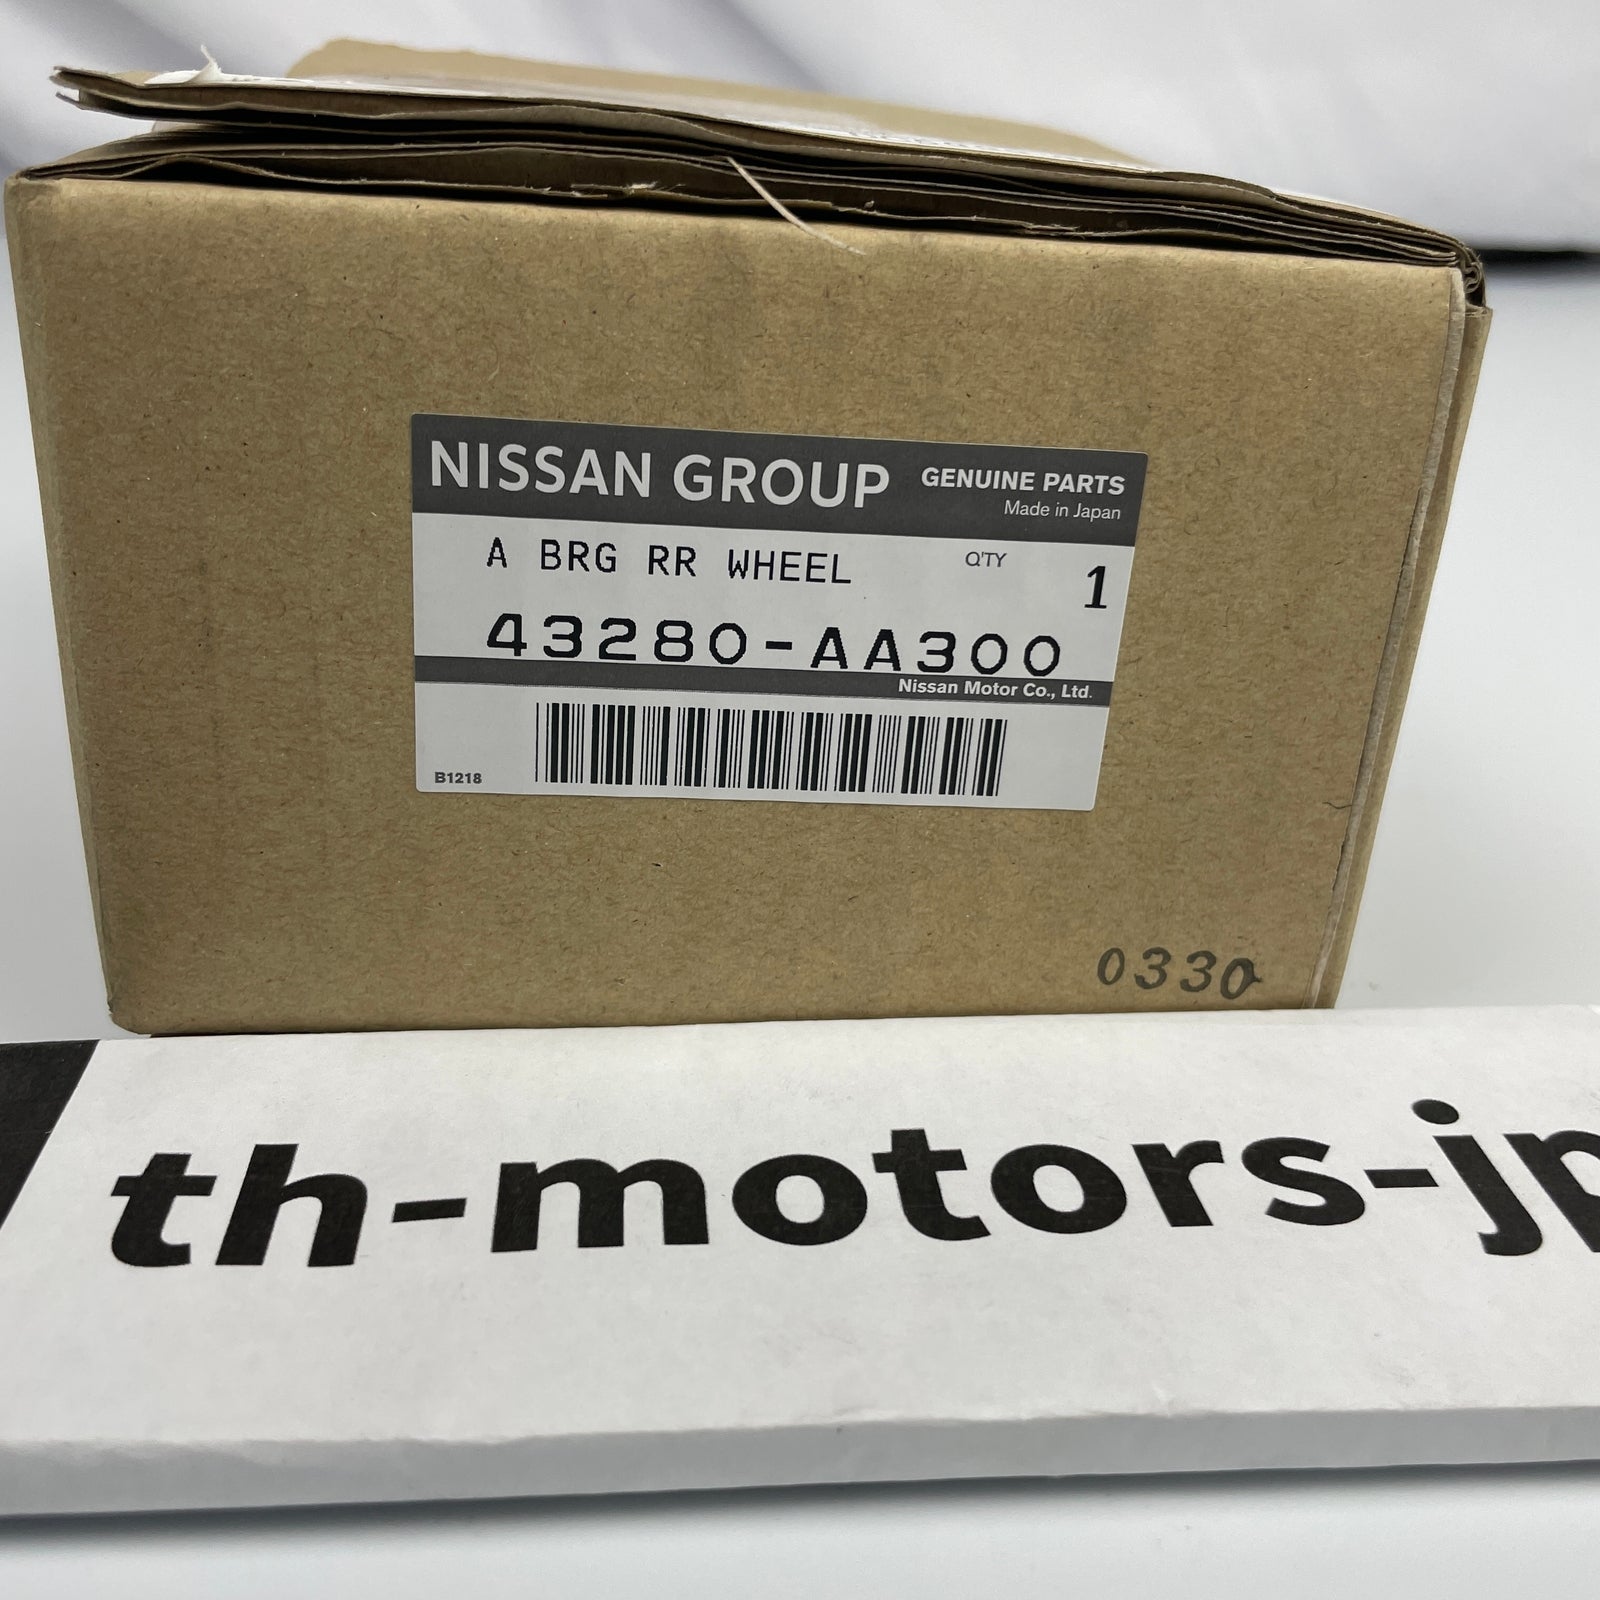 NISSAN GROUP GENUINE PARTS
Made in Japan
A BRG RR WHEEL Q'TY 1
43280-AA300
Nissan Motor Co., Ltd.
B1218
0330
th-motors-jp